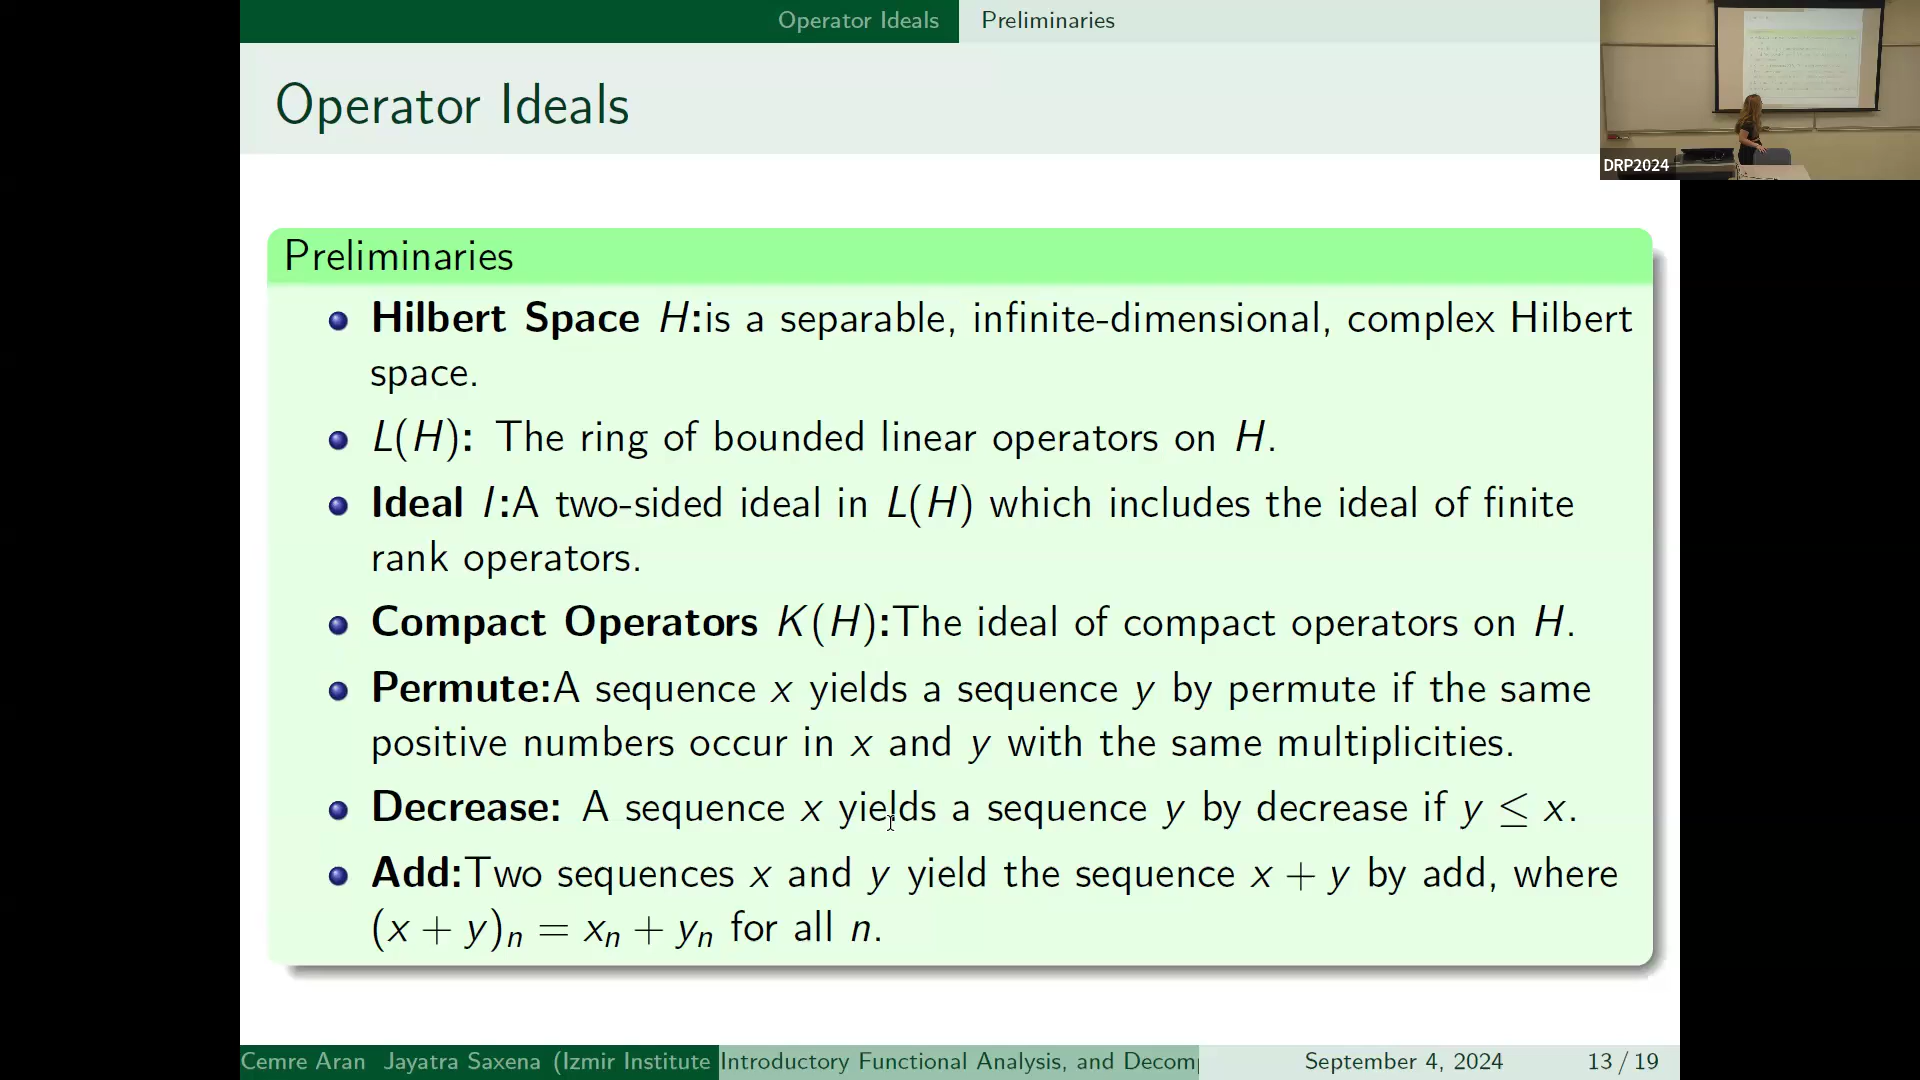 Operator Ideals Preliminaries
Operator Ideals
DRP2024
Preliminaries
Hilbert Space H:is a separable, infinite-dimensional, complex Hilbert
space.
L(H): The ring of bounded linear operators on H.
Ideal I:A two-sided ideal in L(H) which includes the ideal of finite
rank operators.
Compact Operators K(H):The ideal of compact operators on H.
Permute:A sequence x yields a sequence y by permute if the same
positive numbers occur in x and y with the same multiplicities.
Decrease: A sequence x yields a sequence y by decrease if y ≤ x.
Add:Two sequences x and y yield the sequence x + y by add, where
(x + y)n = xn + yn for all n.
Cemre Aran Jayatra Saxena (Izmir Institute Introductory Functional Analysis, and Decom September 4, 2024 13 / 19